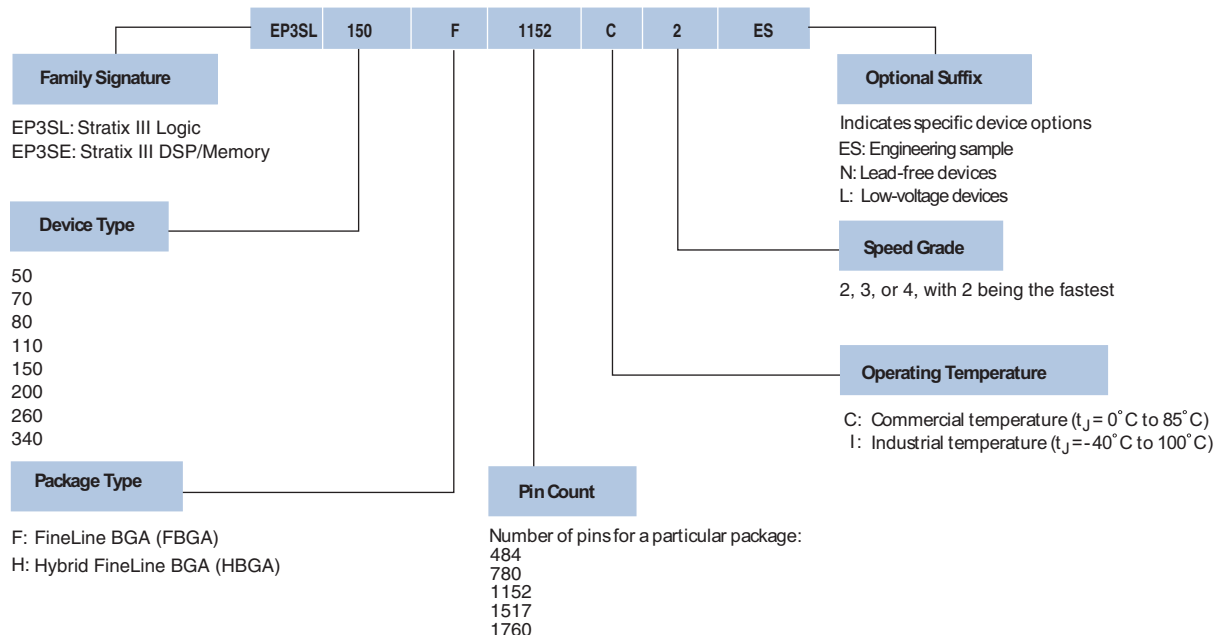 EP3SL 150 F 1152 C 2 ES
Family Signature
EP3SL: Stratix III Logic
EP3SE: Stratix III DSP/Memory
Device Type
50
70
80
110
150
200
260
340
Package Type
F: FineLine BGA (FBGA)
H: Hybrid FineLine BGA (HBGA)
Pin Count
Number of pins for a particular package:
484
780
1152
1517
1760
Optional Suffix
Indicates specific device options
ES: Engineering sample
N: Lead-free devices
L: Low-voltage devices
Speed Grade
2, 3, or 4, with 2 being the fastest
Operating Temperature
C: Commercial temperature (tJ = 0°C to 85°C)
I: Industrial temperature (tJ = -40°C to 100°C)